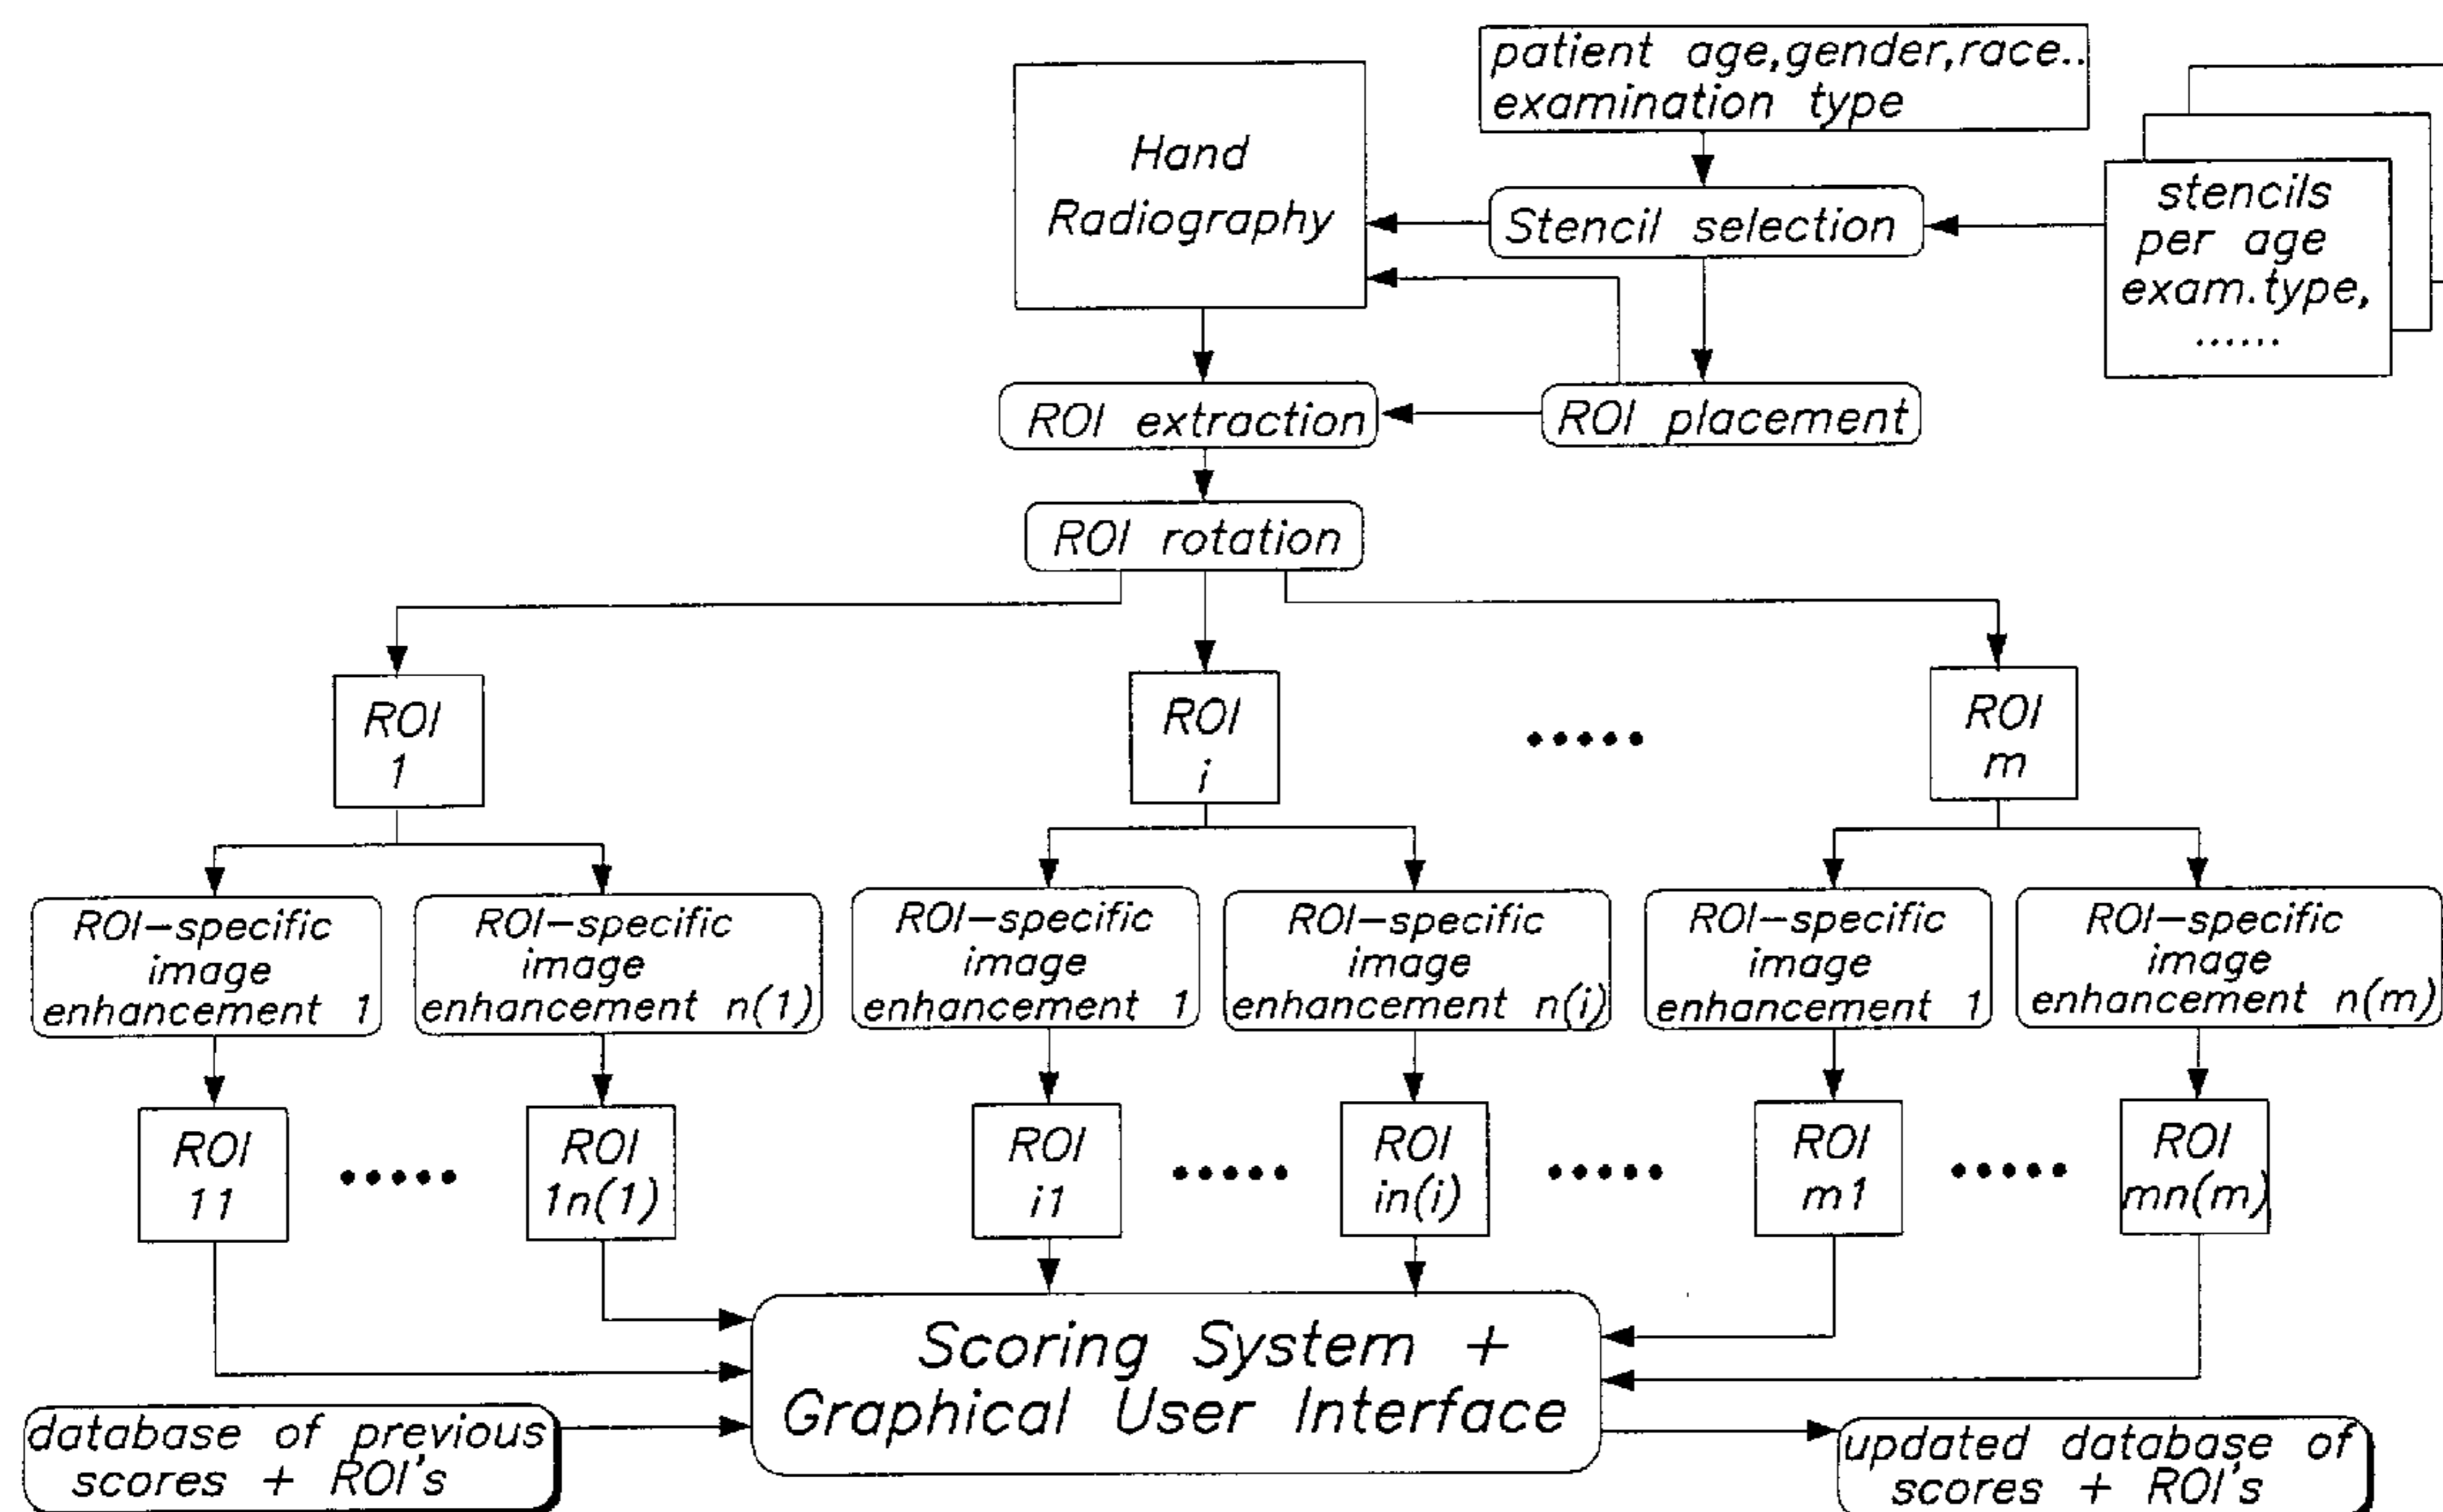 patient age,gender,race..
examination type
Hand
Radiography
Stencil selection
stencils
per age
exam.type,
......
ROI extraction
ROI placement
ROI rotation
ROI
1
ROI
i
.....
ROI
m
ROI-specific
image
enhancement 1
ROI-specific
image
enhancement n(1)
ROI-specific
image
enhancement 1
ROI-specific
image
enhancement n(i)
ROI-specific
image
enhancement 1
ROI-specific
image
enhancement n(m)
ROI
11
.....
ROI
1n(1)
ROI
i1
.....
ROI
in(i)
.....
ROI
m1
.....
ROI
mn(m)
Scoring System +
Graphical User Interface
database of previous
scores + ROI's
updated database of
scores + ROI's